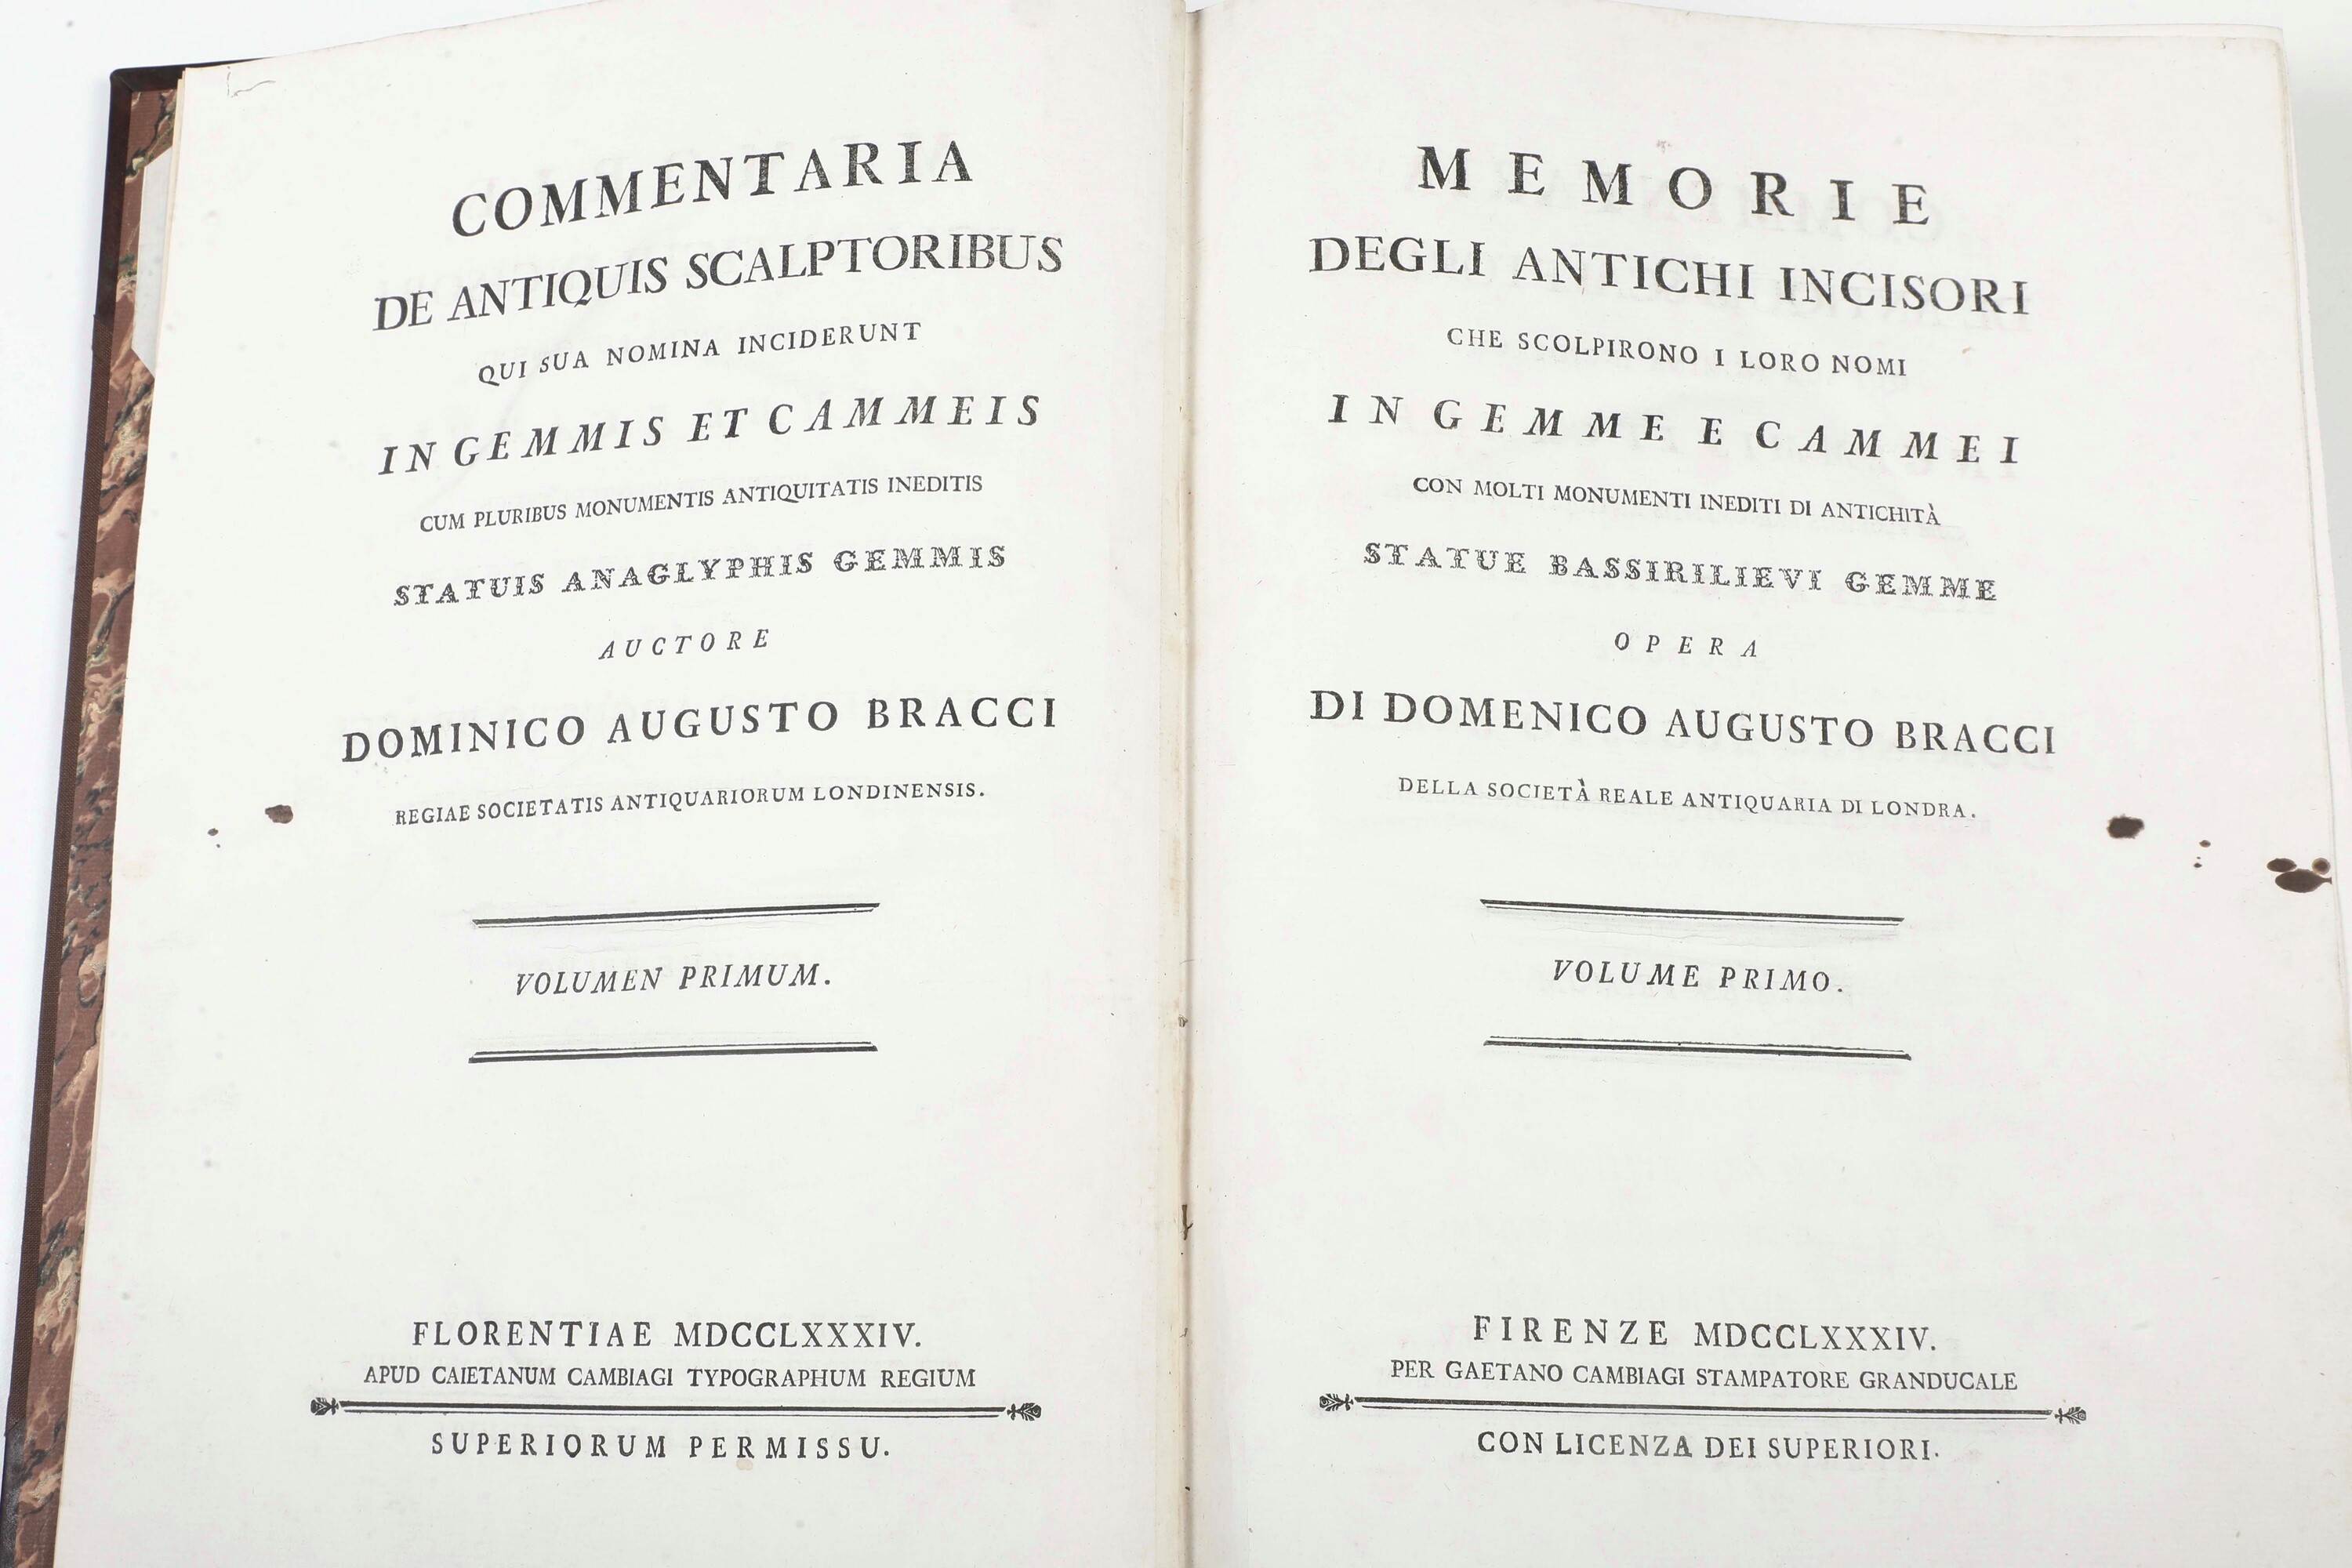 COMMENTARIA
DE ANTIQUIS SCALPTORIBUS
QUI SUA NOMINA INCIDERUNT
IN GEMMIS ET CAMMEIS
CUM PLURIBUS MONUMENTIS ANTIQUITATIS INEDITIS
STATUIS ANAGLYPHIS GEMMIS
AUCTORE
DOMINICO AUGUSTO BRACCI
REGIAE SOCIETATIS ANTIQUARIORUM LONDINENSIS.
VOLUMEN PRIMUM.
FLORENTIAE MDCCLXXXIV.
APUD CAIETANUM CAMBIAGI TYPOGRAPHUM REGIUM
SUPERIORUM PERMISSU.
MEMORIE
DEGLI ANTICHI INCISORI
CHE SCOLPIRONO I LORO NOMI
IN GEMME E CAMMEI
CON MOLTI MONUMENTI INEDITI DI ANTICHITÀ
STATUE BASSIRILIEVI GEMME
OPERA
DI DOMENICO AUGUSTO BRACCI
DELLA SOCIETÀ REALE ANTIQUARIA DI LONDRA.
VOLUME PRIMO.
FIRENZE MDCCLXXXIV.
PER GAETANO CAMBIAGI STAMPATORE GRANDUCALE
CON LICENZA DEI SUPERIORI.